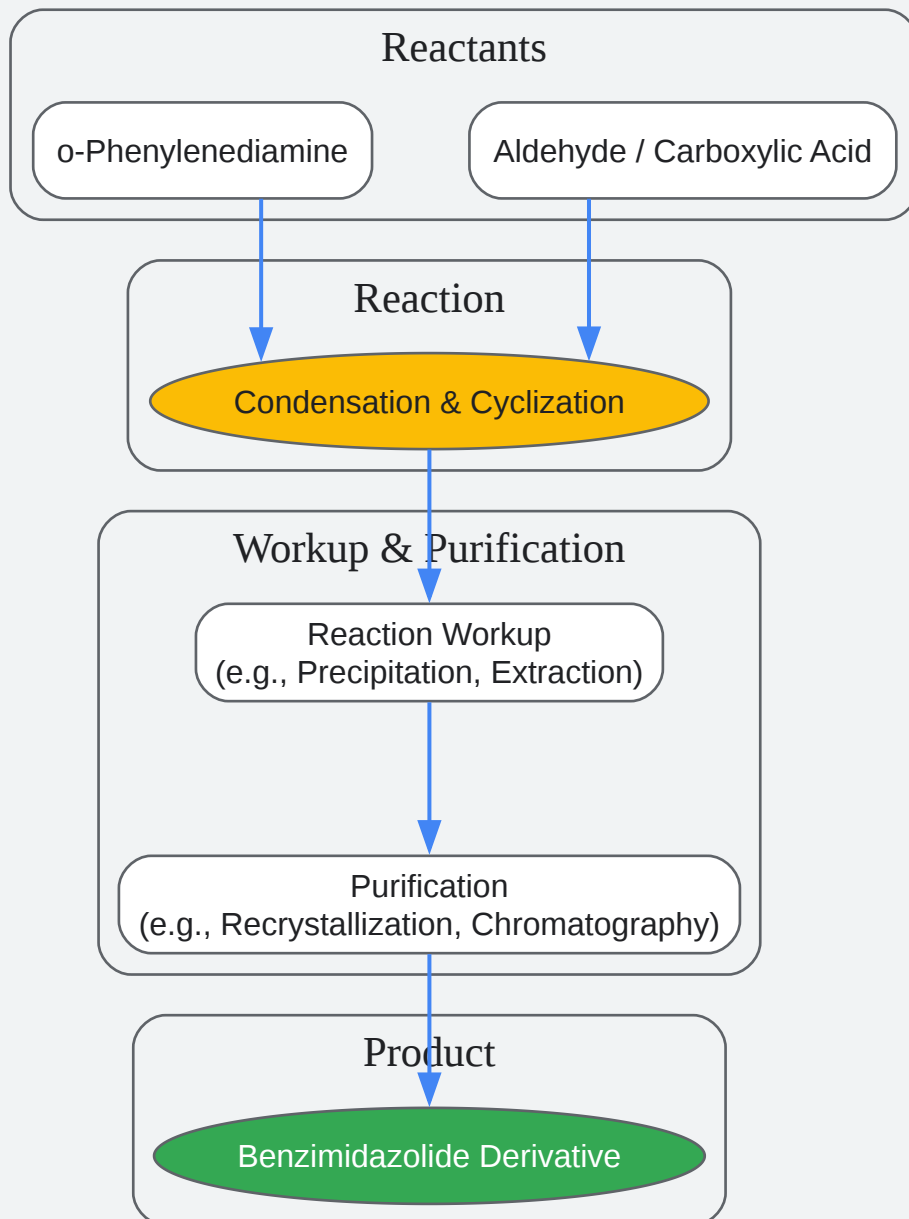 Reactants
o-Phenylenediamine
Aldehyde / Carboxylic Acid
Reaction
Condensation & Cyclization
Workup & Purification
Reaction Workup
(e.g., Precipitation, Extraction)
Purification
(e.g., Recrystallization, Chromatography)
Product
Benzimidazolide Derivative